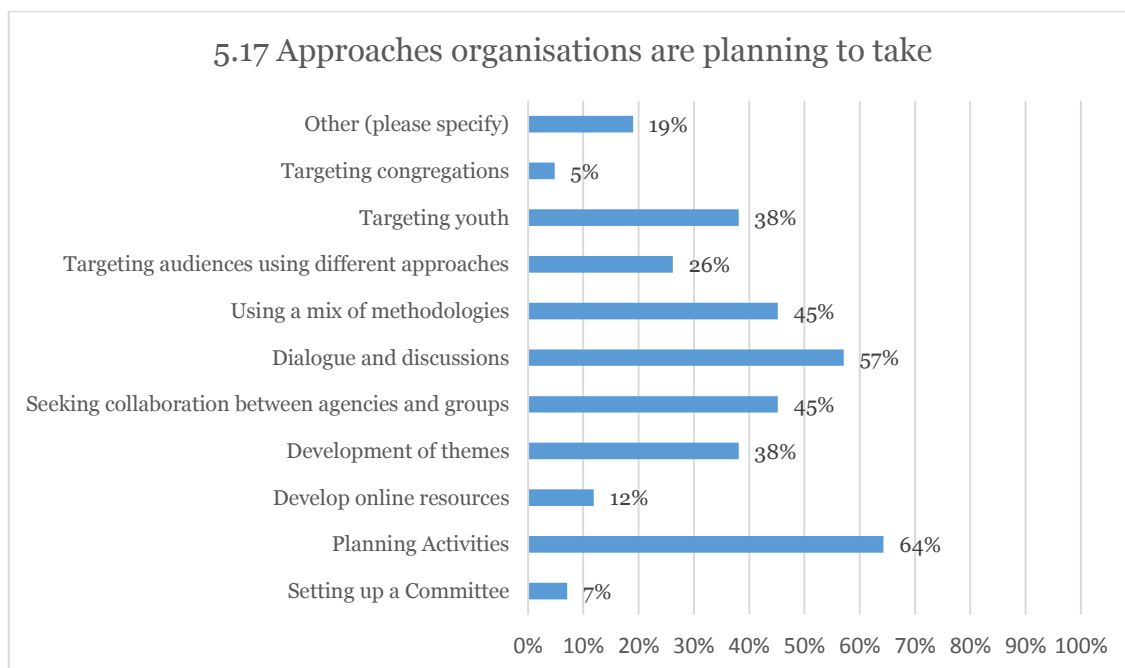 5.17 Approaches organisations are planning to take
Other (please specify) 19%
Targeting congregations 5%
Targeting youth 38%
Targeting audiences using different approaches 26%
Using a mix of methodologies 45%
Dialogue and discussions 57%
Seeking collaboration between agencies and groups 45%
Development of themes 38%
Develop online resources 12%
Planning Activities 64%
Setting up a Committee 7%
0% 10% 20% 30% 40% 50% 60% 70% 80% 90% 100%